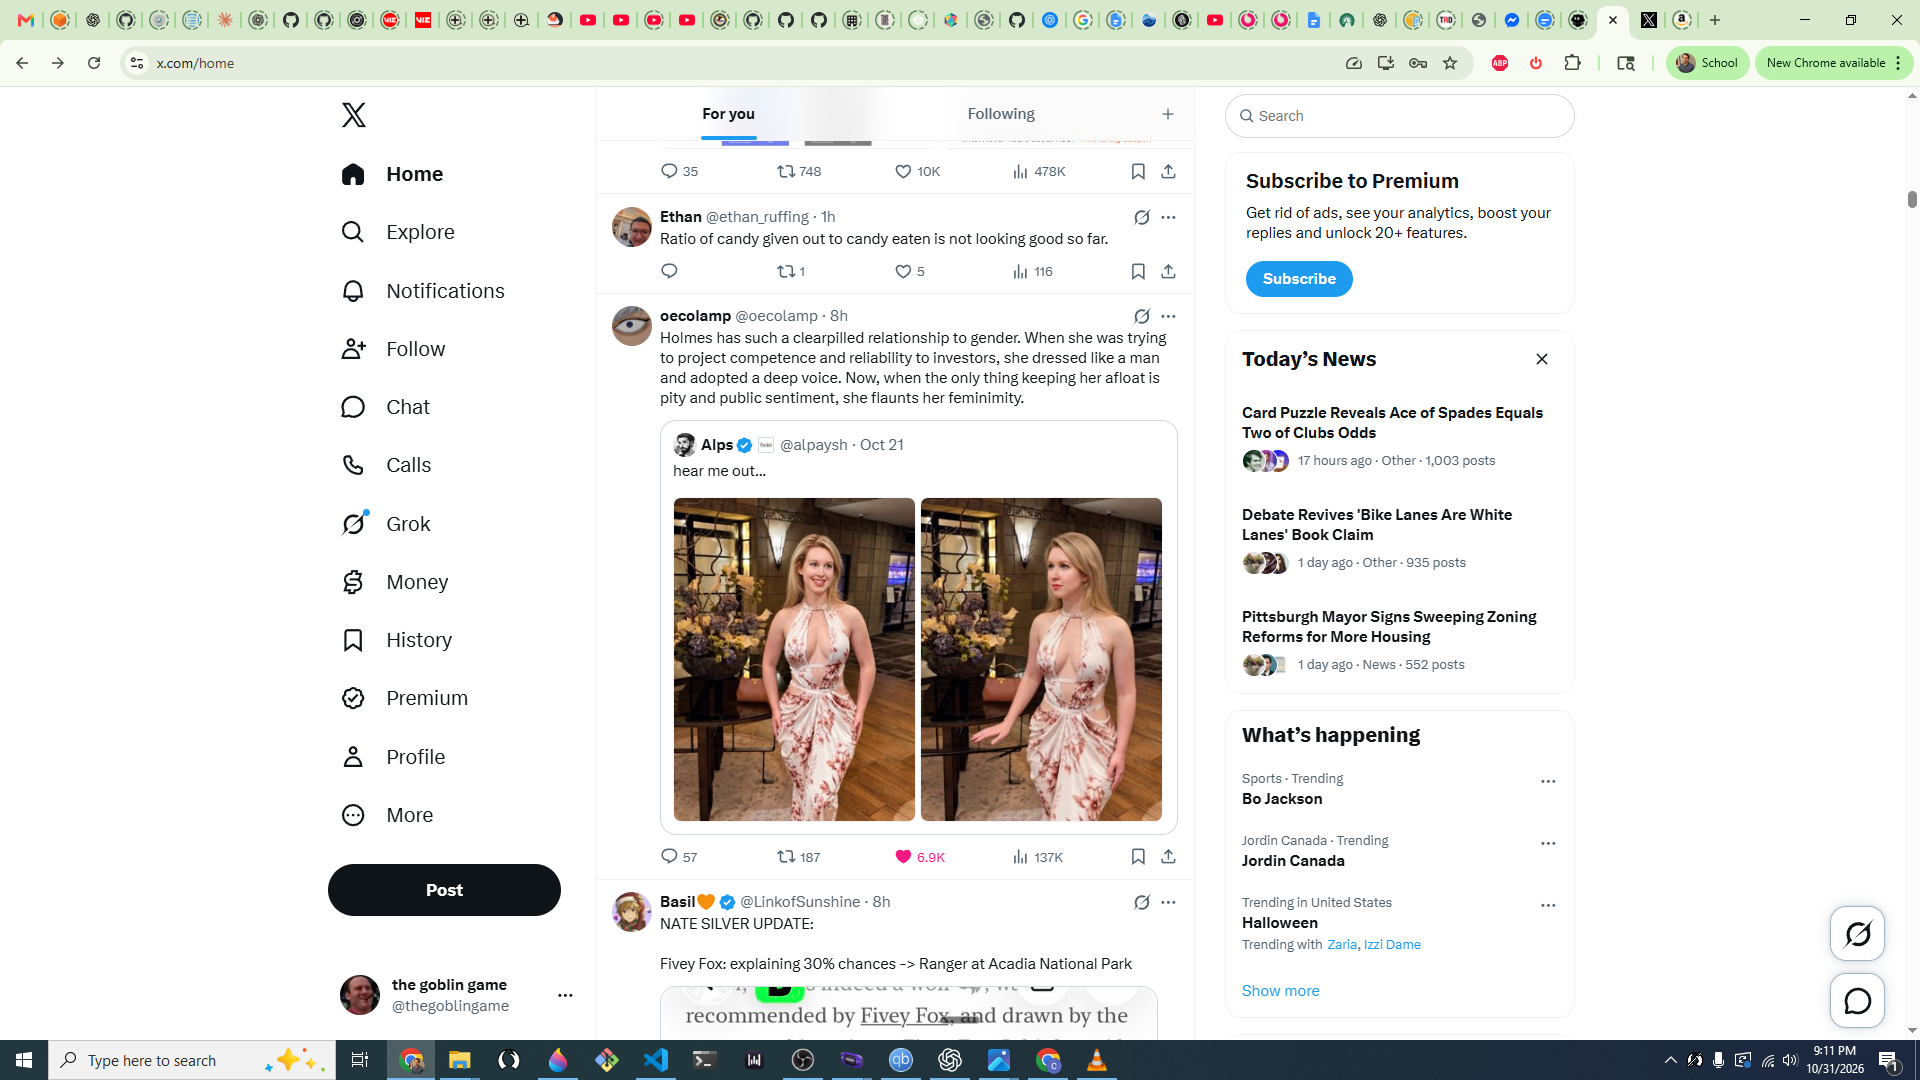 x.com/home
School
New Chrome available
Home
Explore
Notifications
Follow
Chat
Calls
Grok
Money
History
Premium
Profile
More
Post
the goblin game
@thegoblingame
For you
Following
35
748
10K
478K
Ethan @ethan_ruffing · 1h
Ratio of candy given out to candy eaten is not looking good so far.
1
5
116
oecolamp @oecolamp · 8h
Holmes has such a clearpilled relationship to gender. When she was trying
to project competence and reliability to investors, she dressed like a man
and adopted a deep voice. Now, when the only thing keeping her afloat is
pity and public sentiment, she flaunts her feminimity.
Alps @alpaysh · Oct 21
hear me out...
57
187
6.9K
137K
Basil🧡 @LinkofSunshine · 8h
NATE SILVER UPDATE:
Fivey Fox: explaining 30% chances -> Ranger at Acadia National Park
recommended by Fivey Fox, and drawn by the
Search
Subscribe to Premium
Get rid of ads, see your analytics, boost your
replies and unlock 20+ features.
Subscribe
Today's News
Card Puzzle Reveals Ace of Spades Equals
Two of Clubs Odds
17 hours ago · Other · 1,003 posts
Debate Revives 'Bike Lanes Are White
Lanes' Book Claim
1 day ago · Other · 935 posts
Pittsburgh Mayor Signs Sweeping Zoning
Reforms for More Housing
1 day ago · News · 552 posts
What's happening
Sports · Trending
Bo Jackson
Jordin Canada · Trending
Jordin Canada
Trending in United States
Halloween
Trending with Zaria, Izzi Dame
Show more
Type here to search
9:11 PM
10/31/2026
1